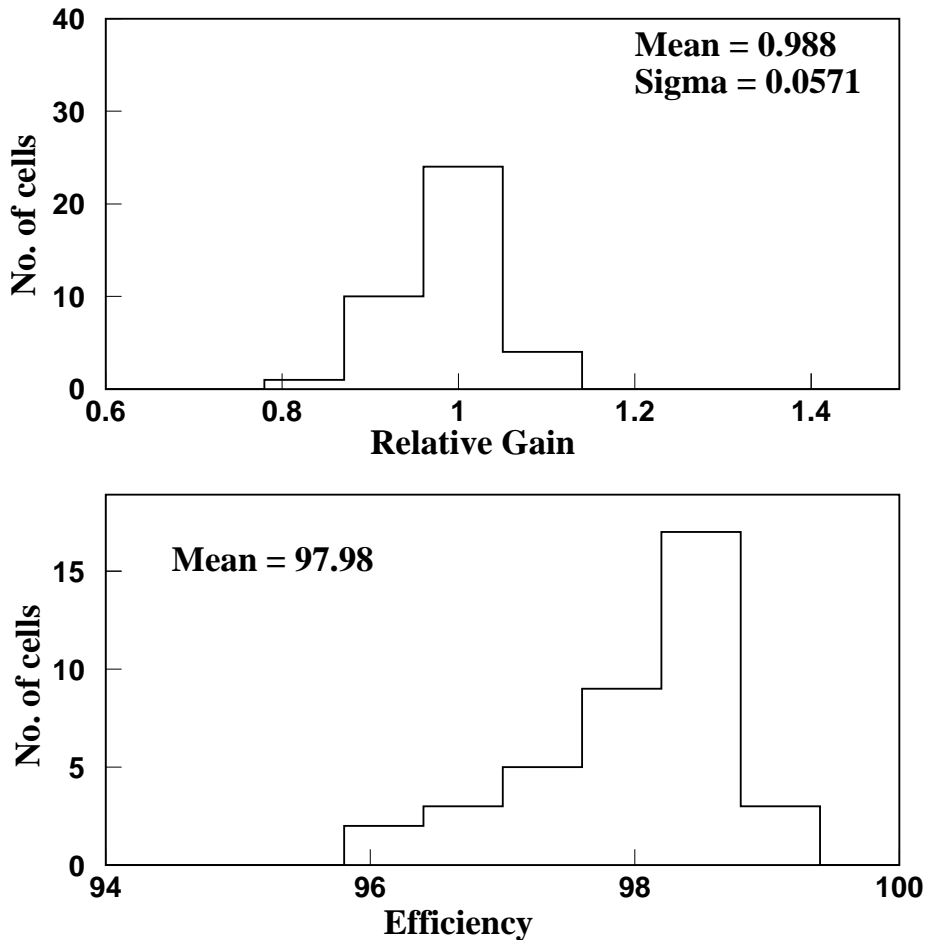 40
Mean = 0.988
Sigma = 0.0571
30
20
10
0
No. of cells
0.6 0.8 1 1.2 1.4
Relative Gain
Mean = 97.98
15
10
5
0
No. of cells
94 96 98 100
Efficiency